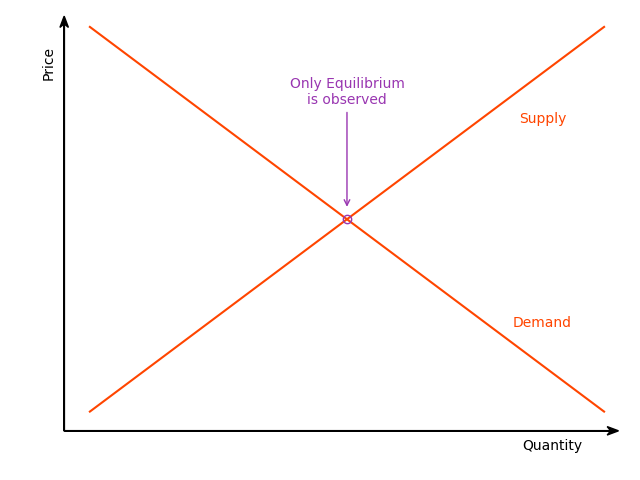 Price
Only Equilibrium
is observed
Supply
Demand
Quantity